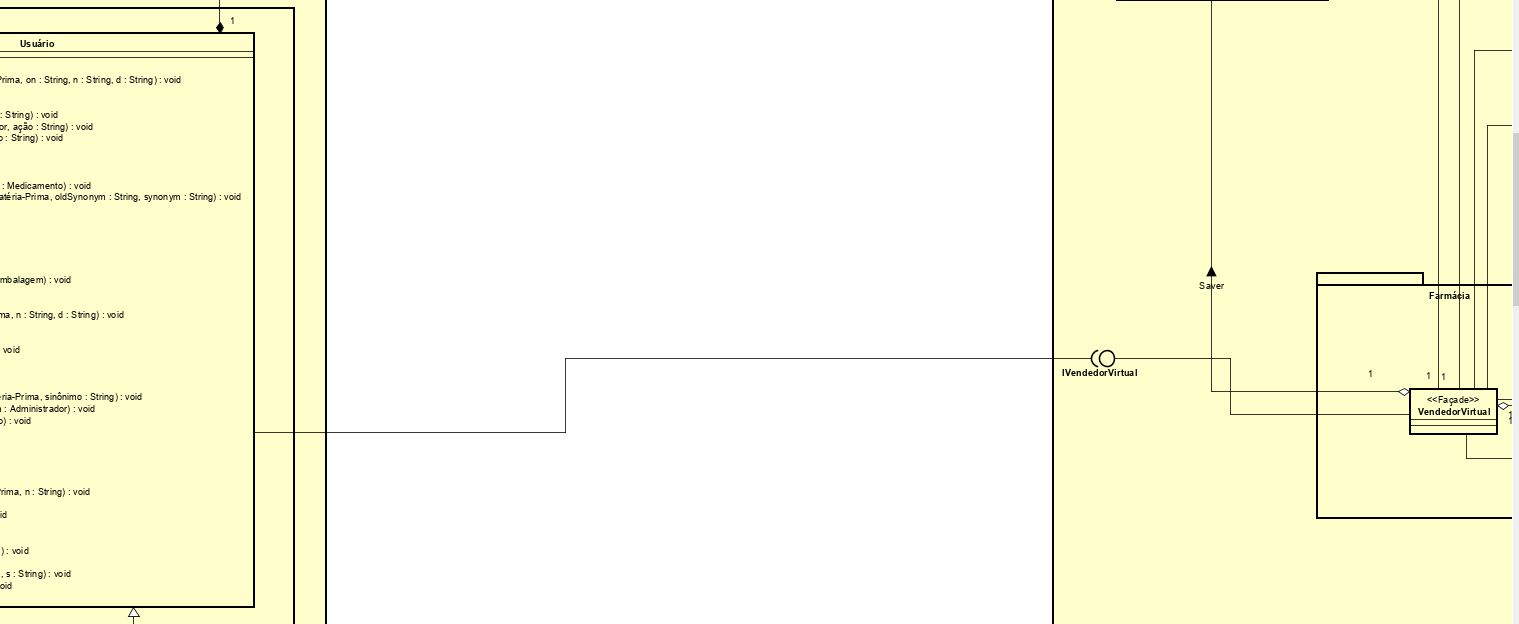 1
Usuário
Prima, on : String, n : String, d : String) : void
: String) : void
or, ação : String) : void
o : String) : void
: Medicamento) : void
atéria-Prima, oldSynonym : String, synonym : String) : void
mbalagem) : void
ma, n : String, d : String) : void
void
éria-Prima, sinônimo : String) : void
n : Administrador) : void
o) : void
Prima, n : String) : void
id
) : void
, s : String) : void
oid
Saver
IVendedorVirtual
Farmácia
1
1
1
<<Façade>>
VendedorVirtual